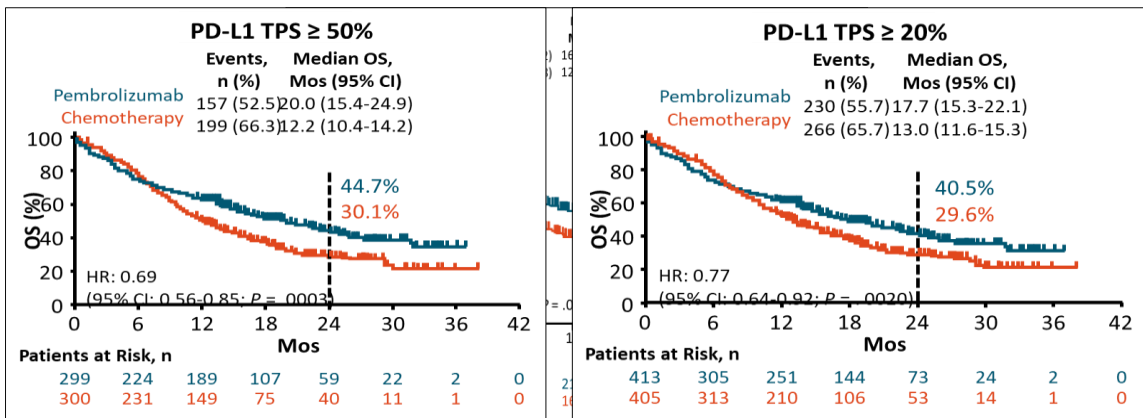 PD-L1 TPS ≥ 50%
Events, Median OS,
n (%) Mos (95% CI)
Pembrolizumab 157 (52.5) 20.0 (15.4-24.9)
Chemotherapy 199 (66.3) 12.2 (10.4-14.2)
100
80
60
40
20
0
OS (%)
44.7%
30.1%
HR: 0.69
(95% CI: 0.56-0.85; P = .0003)
0 6 12 18 24 30 36 42
Mos
Patients at Risk, n
299 224 189 107 59 22 2 0
300 231 149 75 40 11 1 0
PD-L1 TPS ≥ 20%
Events, Median OS,
n (%) Mos (95% CI)
Pembrolizumab 230 (55.7) 17.7 (15.3-22.1)
Chemotherapy 266 (65.7) 13.0 (11.6-15.3)
100
80
60
40
20
0
OS (%)
40.5%
29.6%
HR: 0.77
(95% CI: 0.64-0.92; P = .0020)
0 6 12 18 24 30 36 42
Mos
Patients at Risk, n
413 305 251 144 73 24 2 0
405 313 210 106 53 14 1 0